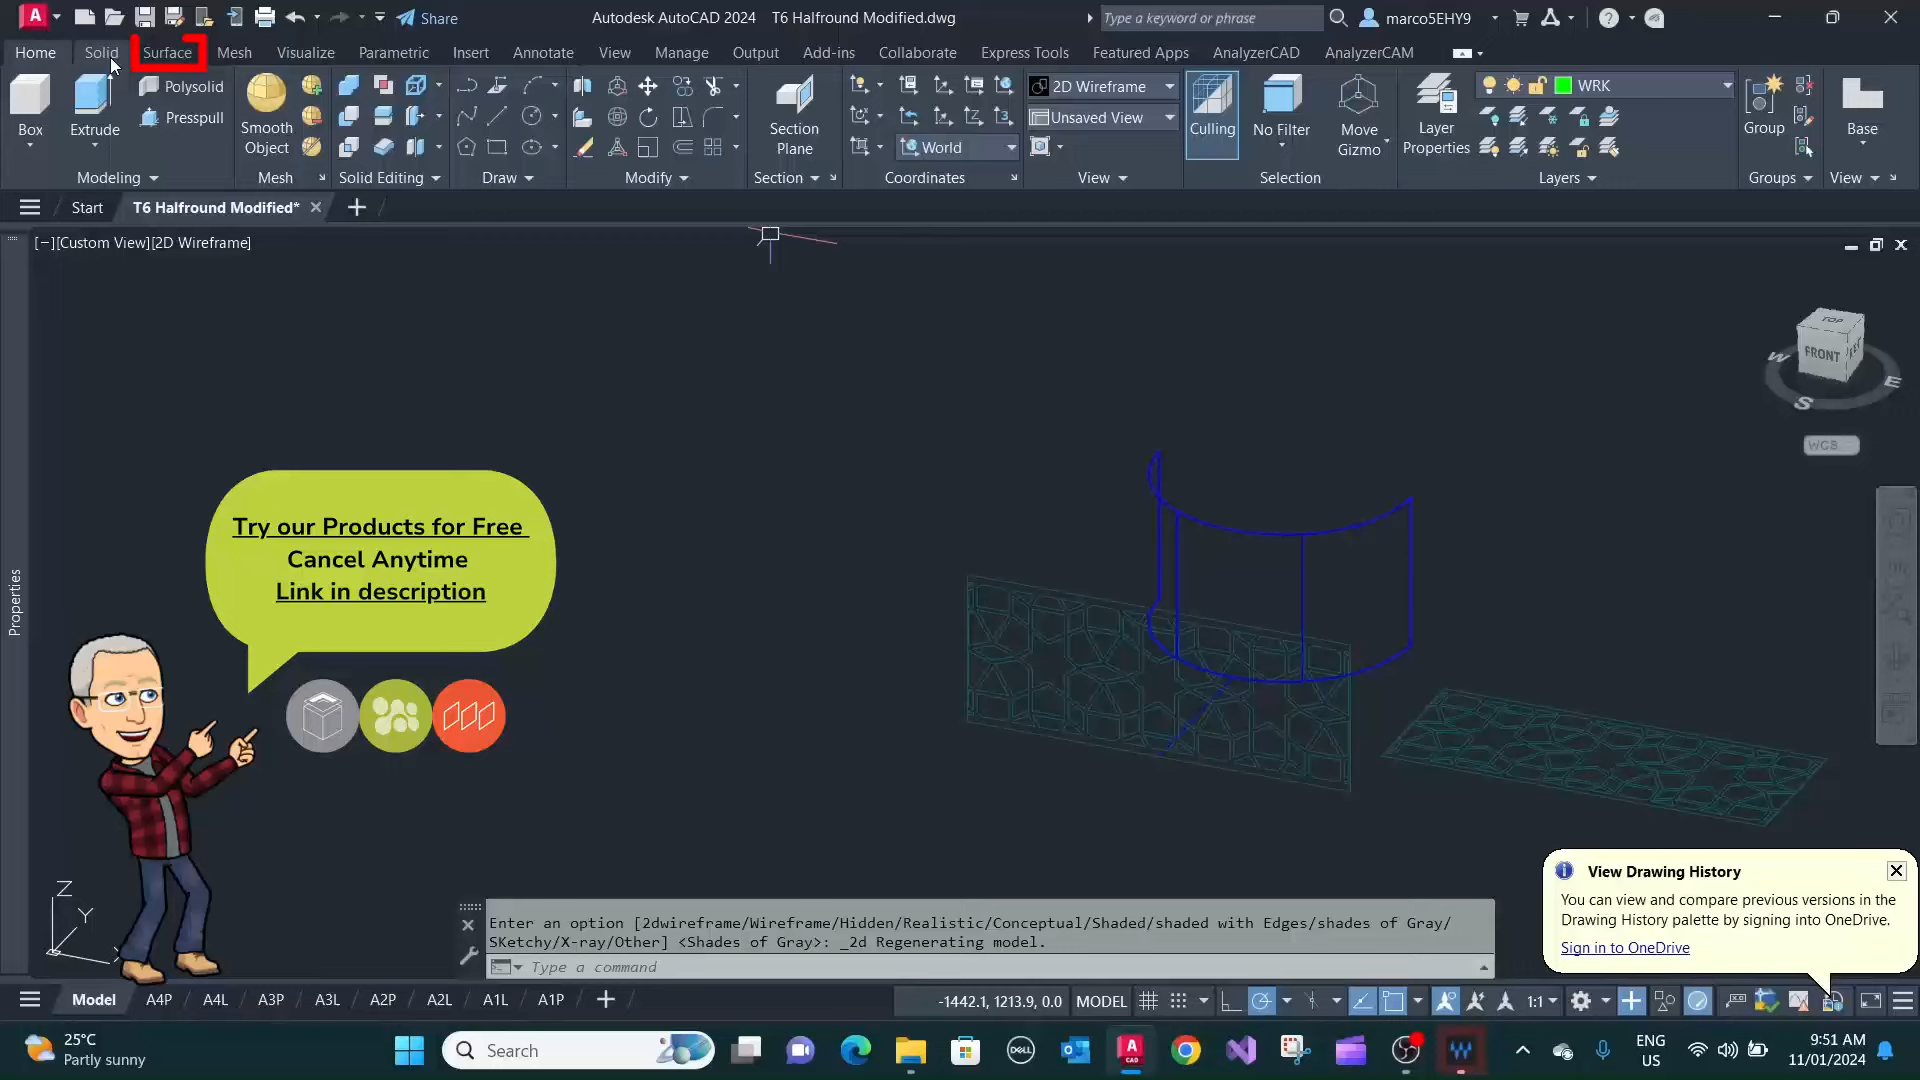 Share
Autodesk AutoCAD 2024 T6 Halfround Modified.dwg
Type a keyword or phrase
marco5EHY9
Home Solid Surface Mesh Visualize Parametric Insert Annotate View Manage Output Add-ins Collaborate Express Tools Featured Apps AnalyzerCAD AnalyzerCAM
Box
Extrude
Polysolid
Presspull
Smooth
Object
Section
Plane
World
2D Wireframe
Unsaved View
Culling
No Filter
Move
Gizmo
Layer
Properties
WRK
Group
Base
Modeling Mesh Solid Editing Draw Modify Section Coordinates View Selection Layers Groups View
Start T6 Halfround Modified*
[−][Custom View][2D Wireframe]
TOP
FRONT
W
S
E
WCS
Properties
Try our Products for Free
Cancel Anytime
Link in description
Z
Y
View Drawing History
You can view and compare previous versions in the
Drawing History palette by signing into OneDrive.
Sign in to OneDrive
Enter an option [2dwireframe/Wireframe/Hidden/Realistic/Conceptual/Shaded/shaded with Edges/shades of Gray/
SKetchy/X-ray/Other] <Shades of Gray>: _2d Regenerating model.
Type a command
Model A4P A4L A3P A3L A2P A2L A1L A1P
-1442.1, 1213.9, 0.0 MODEL 1:1
25°C
Partly sunny
Search
DELL
A
CAD
ENG
US
9:51 AM
11/01/2024